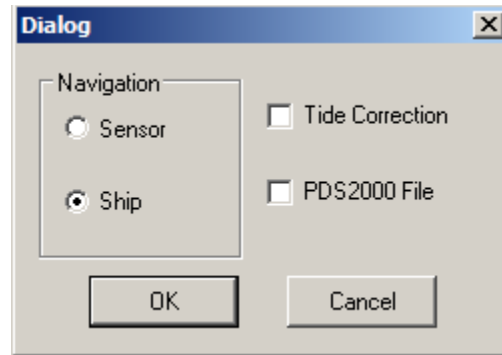 Dialog
Navigation
Sensor
Ship
Tide Correction
PDS2000 File
OK
Cancel